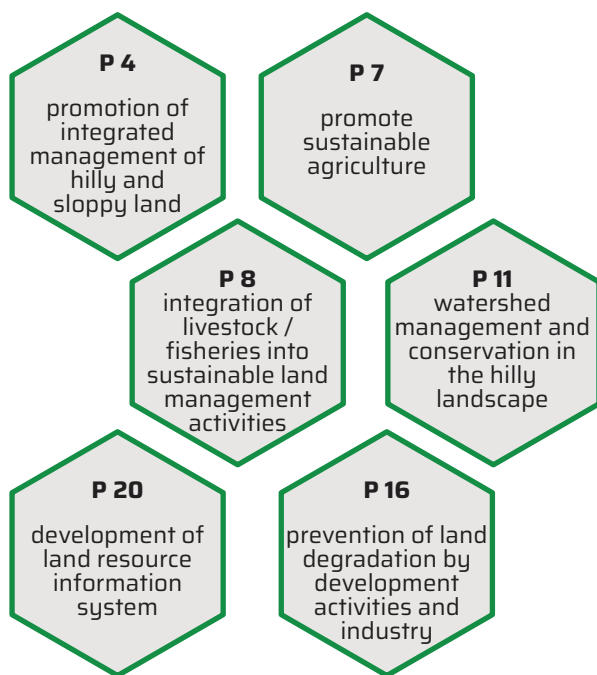 P 4
promotion of
integrated
management of
hilly and
sloppy land
P 7
promote
sustainable
agriculture
P 8
integration of
livestock /
fisheries into
sustainable land
management
activities
P 11
watershed
management and
conservation in
the hilly
landscape
P 20
development of
land resource
information
system
P 16
prevention of land
degradation by
development
activities and
industry